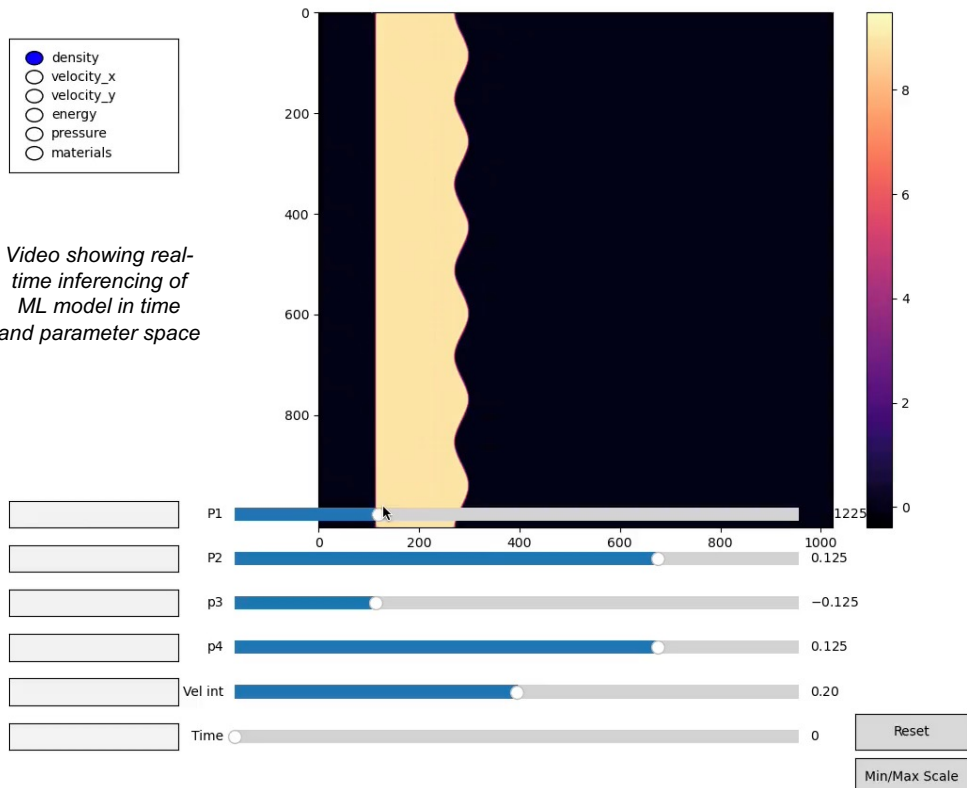 density
velocity_x
velocity_y
energy
pressure
materials
Video showing real-
time inferencing of
ML model in time
and parameter space
0
200
400
600
800
0 200 400 600 800 1000
8
6
4
2
0
P1 .1225
P2 0.125
p3 −0.125
p4 0.125
Vel int 0.20
Time 0
Reset
Min/Max Scale